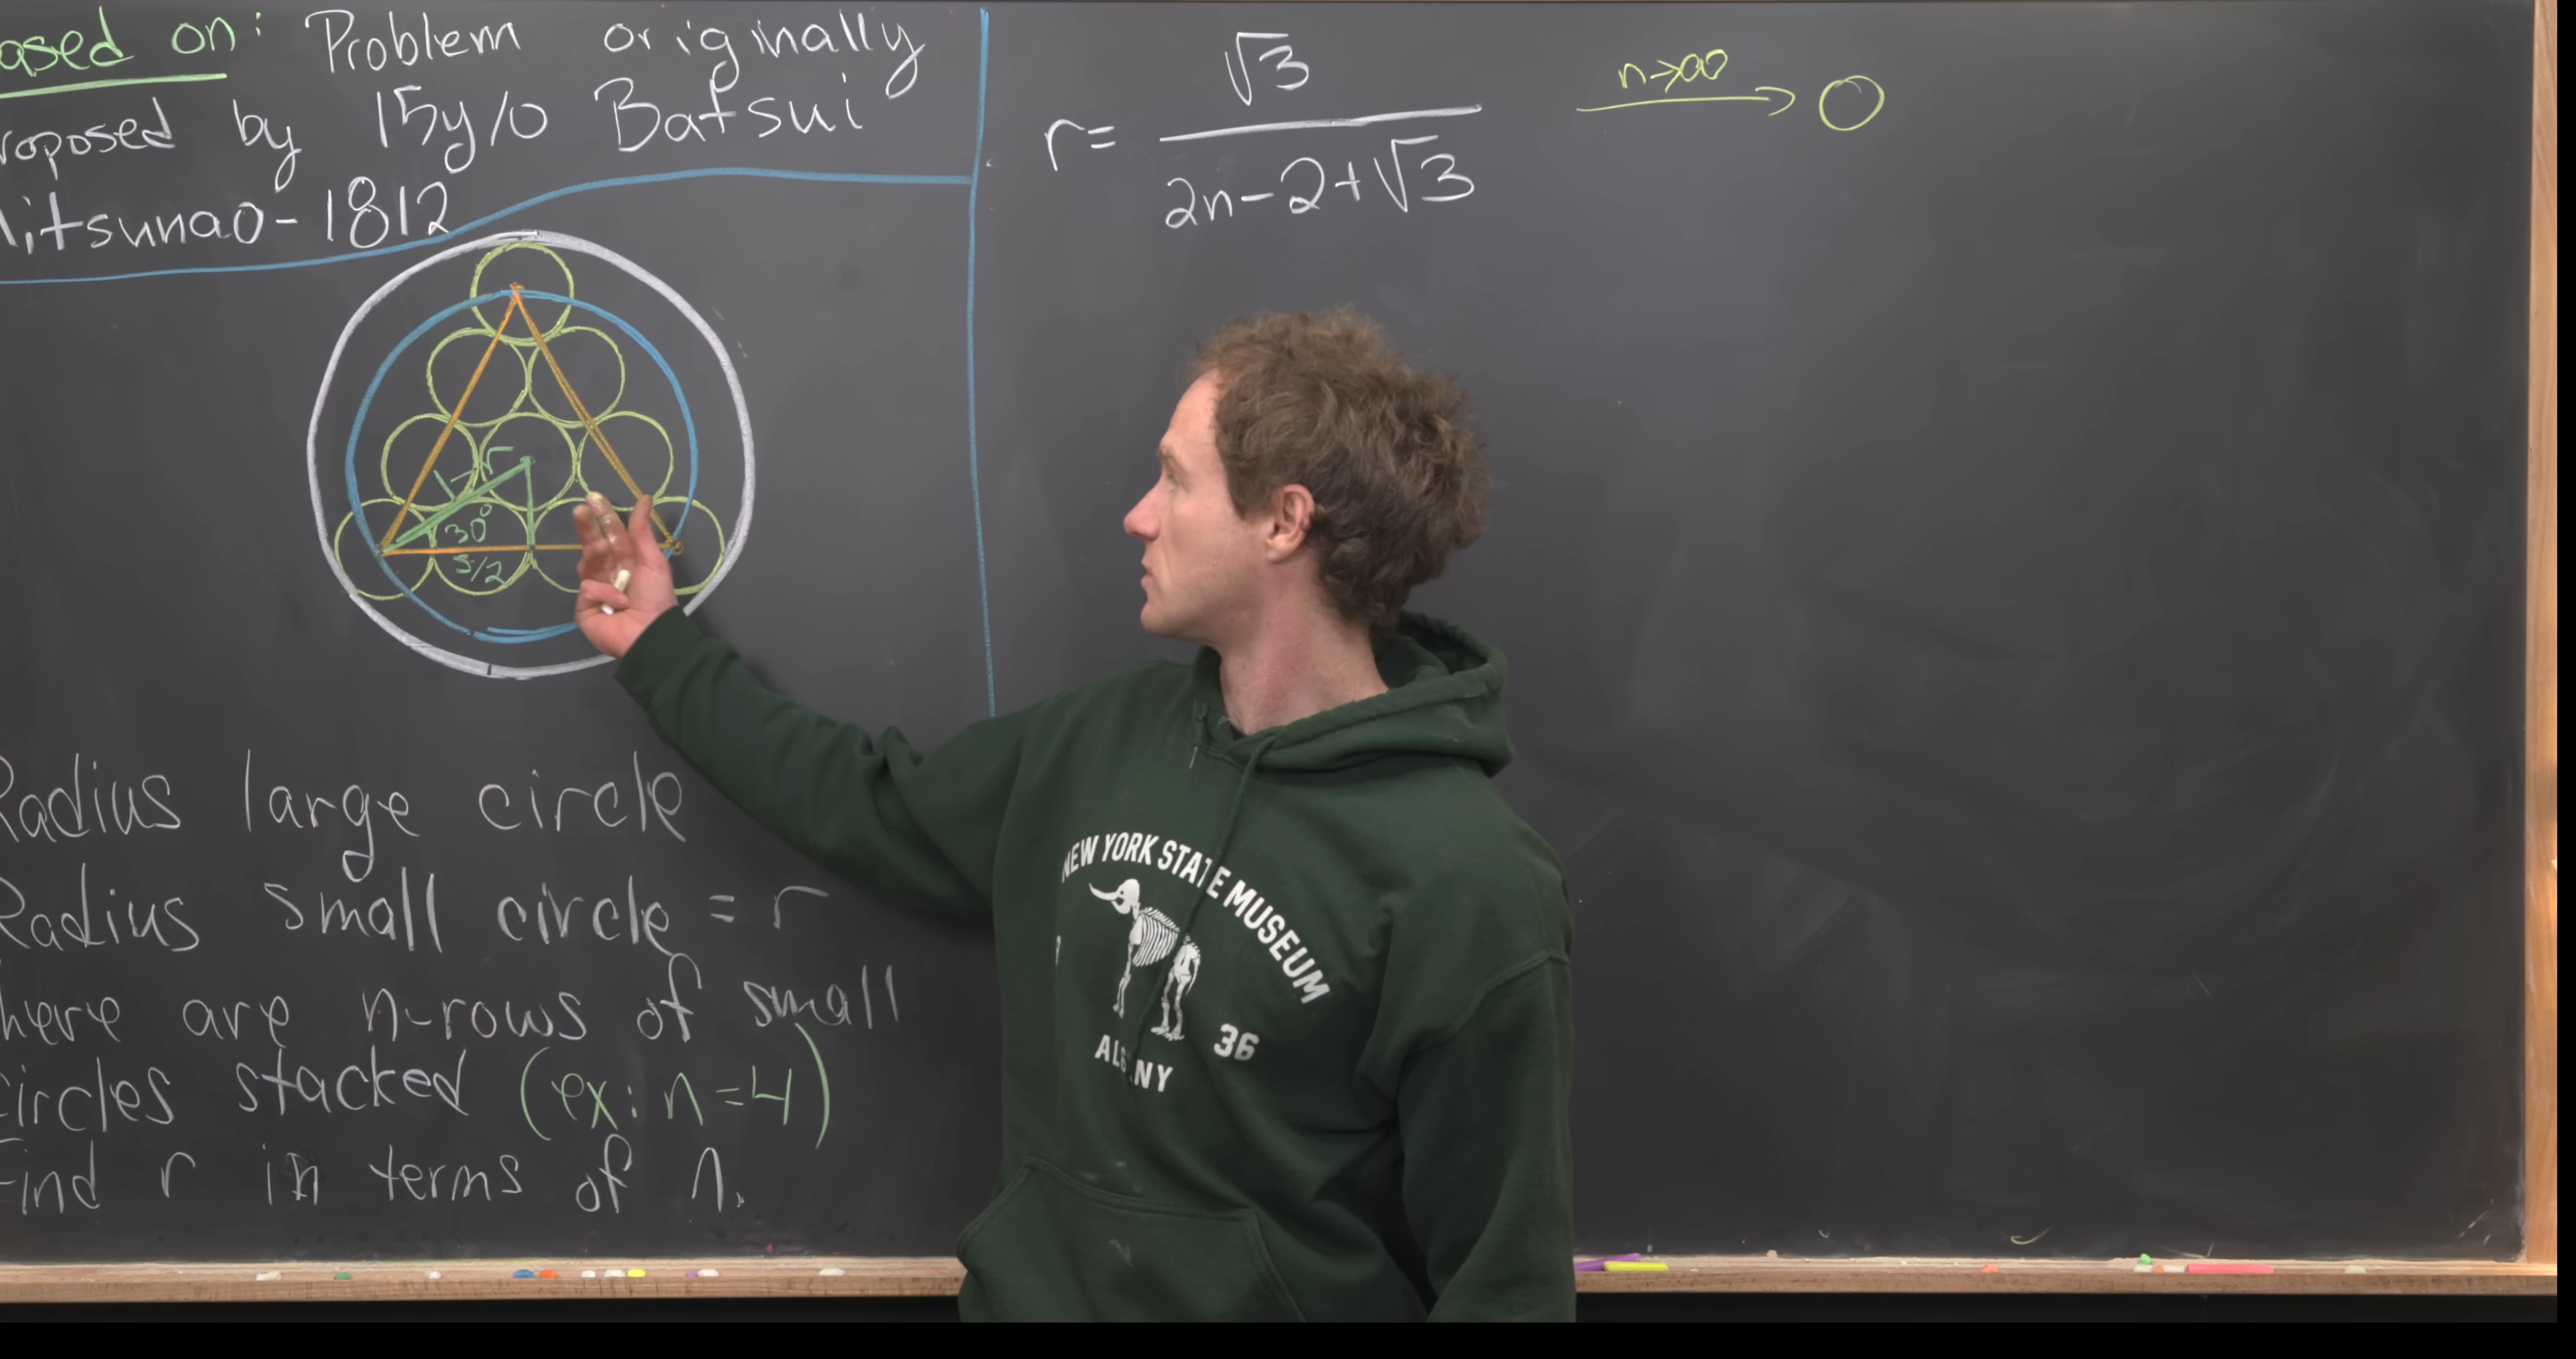 ased on: Problem originally
roposed by 15y/o Batsui
Mitsunao-1812
1-r
30°
s/2
Radius large circle
Radius small circle = r
here are n-rows of small
circles stacked (ex: n=4)
Find r in terms of n.
r= √3 / 2n-2+√3 n→∞ 0
NEW YORK STATE MUSEUM
36
ALBANY